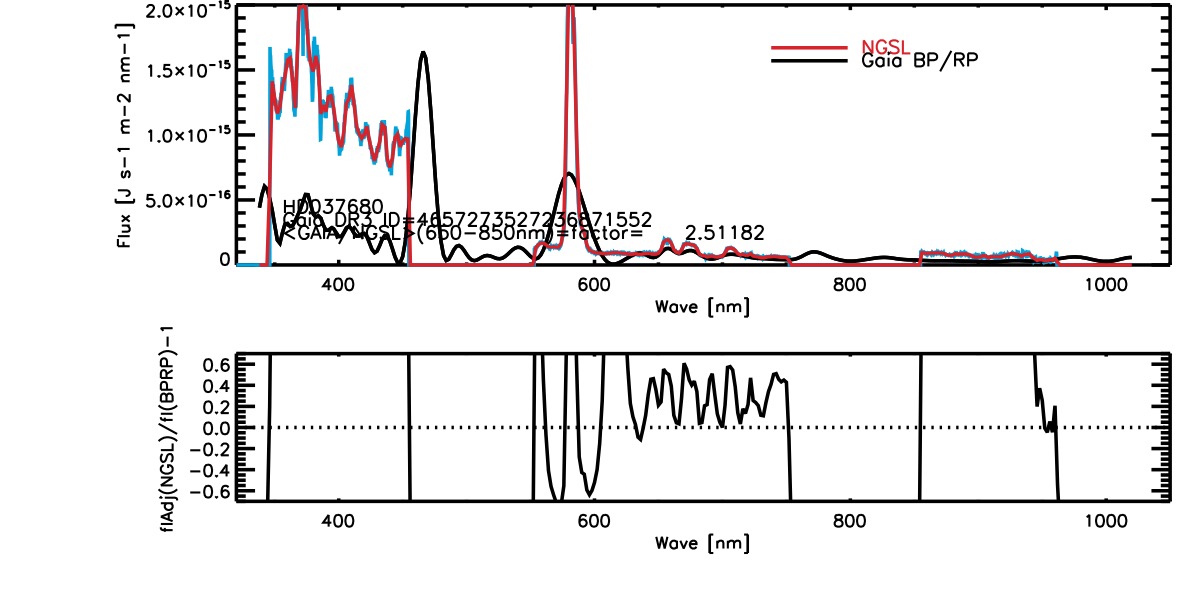 2.0×10⁻¹⁵
1.5×10⁻¹⁵
1.0×10⁻¹⁵
5.0×10⁻¹⁶
0
Flux [J s−1 m−2 nm−1]
NGSL
Gaia BP/RP
HD037680
Gaia DR3 ID=4657273527236871552
<GAIA/NGSL>(650−850nm)=factor= 2.51182
400 600 800 1000
Wave [nm]
flAdj(NGSL)/fl(BPRP)−1
0.6
0.4
0.2
0.0
−0.2
−0.4
−0.6
400 600 800 1000
Wave [nm]